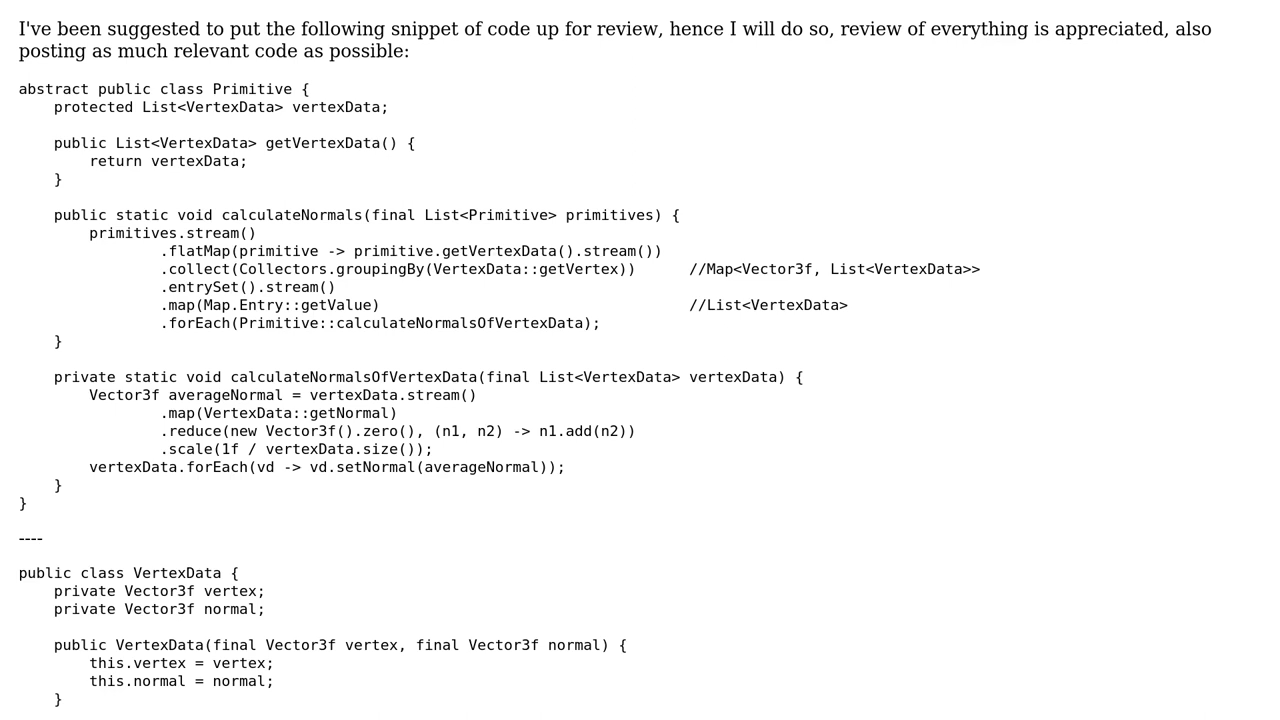 I've been suggested to put the following snippet of code up for review, hence I will do so, review of everything is appreciated, also
posting as much relevant code as possible:
abstract public class Primitive {
    protected List<VertexData> vertexData;
    public List<VertexData> getVertexData() {
        return vertexData;
    }
    public static void calculateNormals(final List<Primitive> primitives) {
        primitives.stream()
                .flatMap(primitive -> primitive.getVertexData().stream())
                .collect(Collectors.groupingBy(VertexData::getVertex))      //Map<Vector3f, List<VertexData>>
                .entrySet().stream()
                .map(Map.Entry::getValue)                                   //List<VertexData>
                .forEach(Primitive::calculateNormalsOfVertexData);
    }
    private static void calculateNormalsOfVertexData(final List<VertexData> vertexData) {
        Vector3f averageNormal = vertexData.stream()
                .map(VertexData::getNormal)
                .reduce(new Vector3f().zero(), (n1, n2) -> n1.add(n2))
                .scale(1f / vertexData.size());
        vertexData.forEach(vd -> vd.setNormal(averageNormal));
    }
}
----
public class VertexData {
    private Vector3f vertex;
    private Vector3f normal;
    public VertexData(final Vector3f vertex, final Vector3f normal) {
        this.vertex = vertex;
        this.normal = normal;
    }